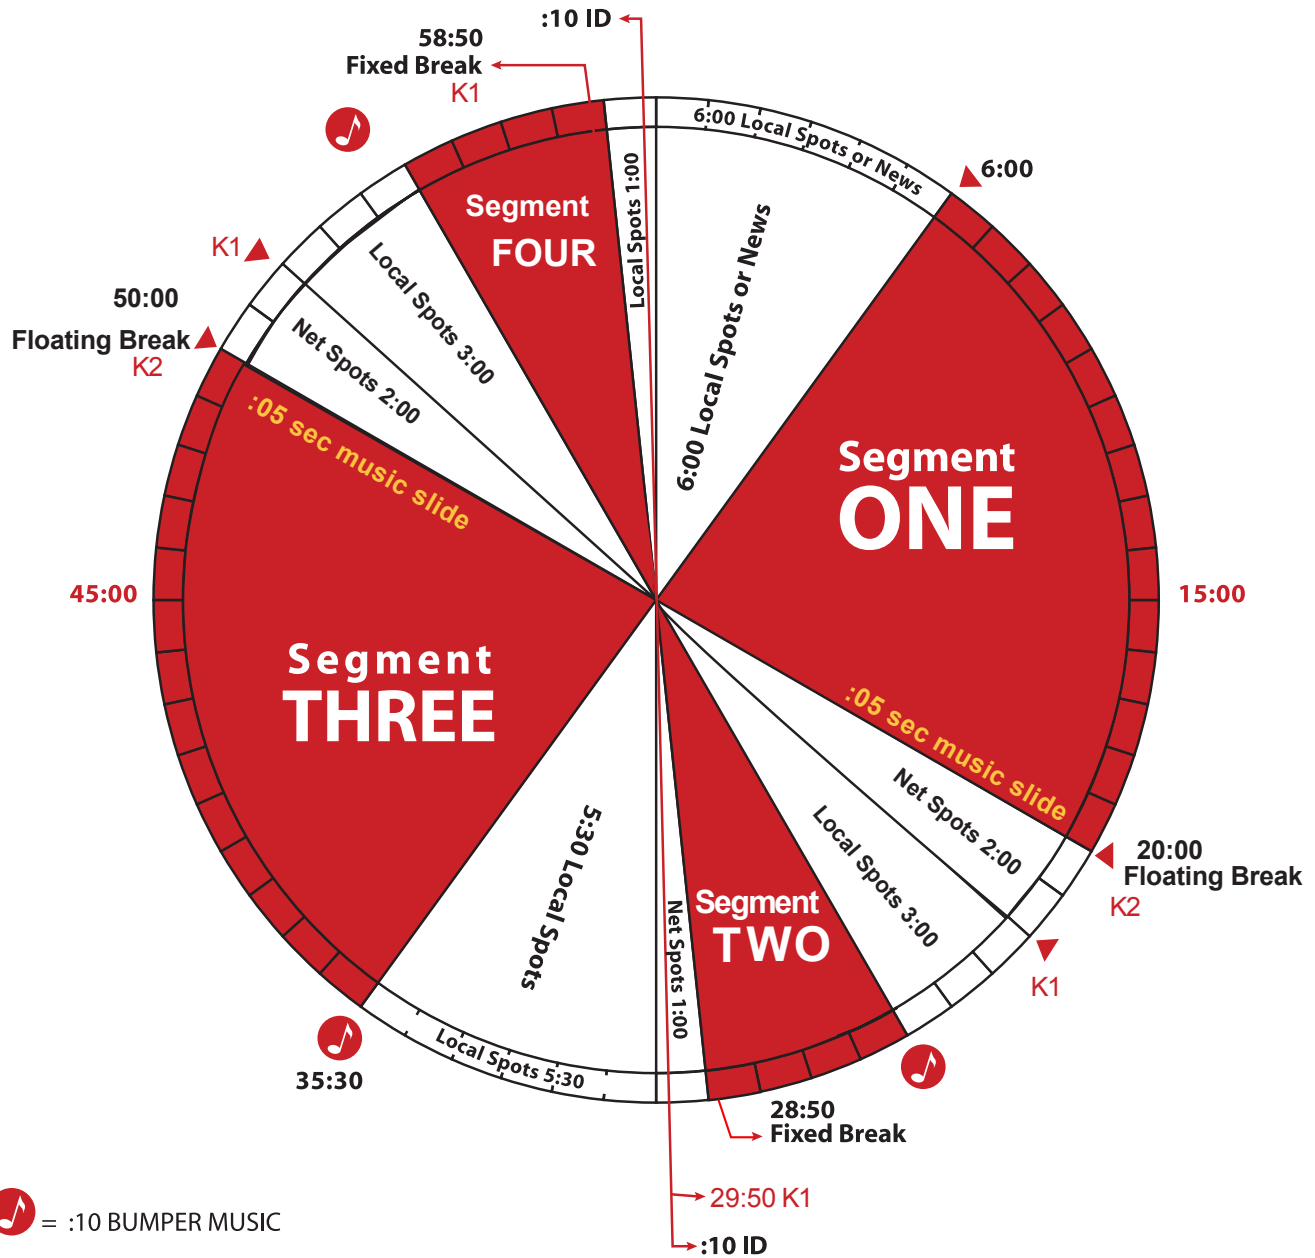 :10 ID
58:50
Fixed Break
K1
6:00 Local Spots or News
6:00
Segment
FOUR
Local Spots 1:00
6:00 Local Spots or News
K1
50:00
Floating Break
K2
Local Spots 3:00
Net Spots 2:00
:05 sec music slide
Segment
ONE
45:00
15:00
Segment
THREE
:05 sec music slide
Net Spots 2:00
Local Spots 3:00
20:00
Floating Break
K2
K1
5:30 Local Spots
Segment
TWO
Net Spots 1:00
Local Spots 5:30
35:30
28:50
Fixed Break
29:50 K1
:10 ID
= :10 BUMPER MUSIC